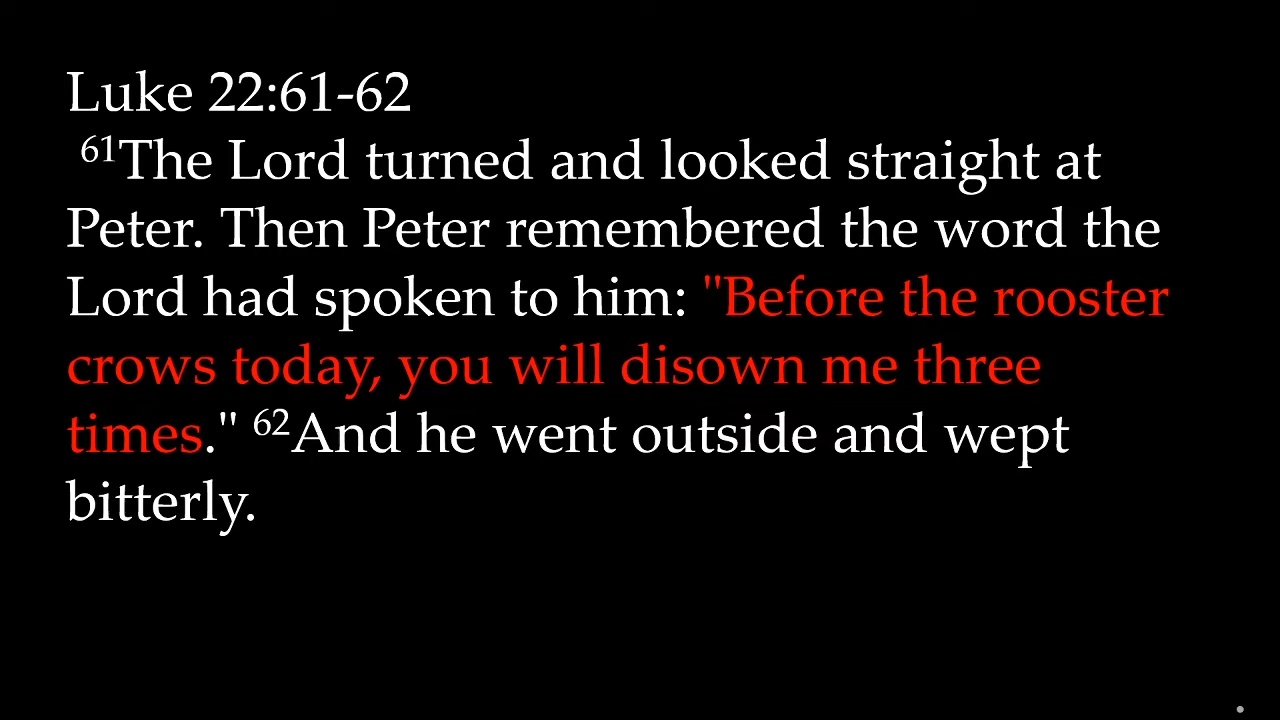 Luke 22:61-62
⁶¹The Lord turned and looked straight at
Peter. Then Peter remembered the word the
Lord had spoken to him: "Before the rooster
crows today, you will disown me three
times." ⁶²And he went outside and wept
bitterly.